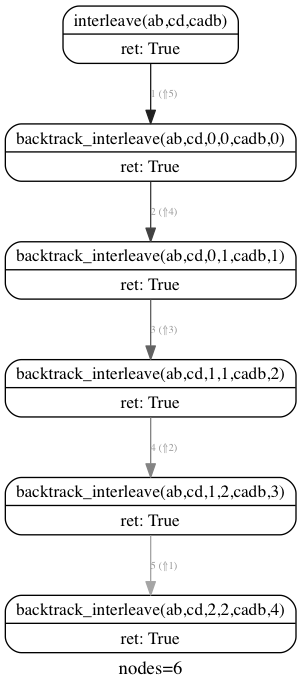 interleave(ab,cd,cadb)
ret: True
1 (⇑5)
backtrack_interleave(ab,cd,0,0,cadb,0)
ret: True
2 (⇑4)
backtrack_interleave(ab,cd,0,1,cadb,1)
ret: True
3 (⇑3)
backtrack_interleave(ab,cd,1,1,cadb,2)
ret: True
4 (⇑2)
backtrack_interleave(ab,cd,1,2,cadb,3)
ret: True
5 (⇑1)
backtrack_interleave(ab,cd,2,2,cadb,4)
ret: True
nodes=6